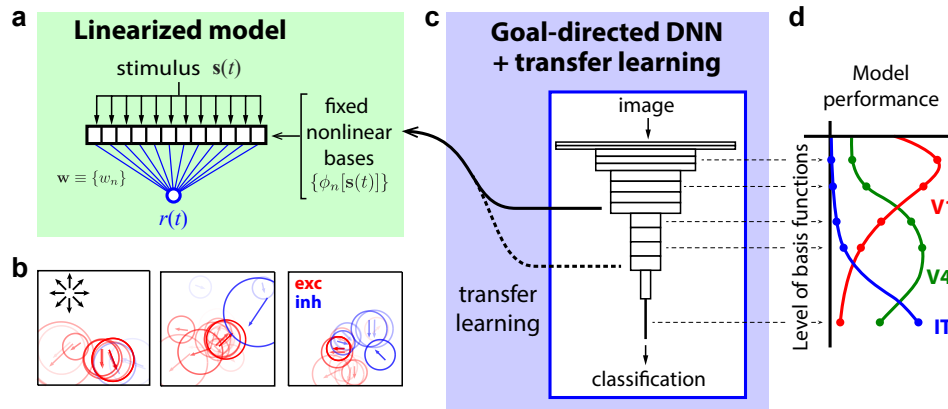 a
Linearized model
stimulus s(t)
fixed
nonlinear
bases
{ϕₙ[s(t)]}
w ≡ {wₙ}
r(t)
b
exc
inh
c
Goal-directed DNN
+ transfer learning
image
transfer
learning
classification
d
Model
performance
Level of basis functions
V1
V4
IT